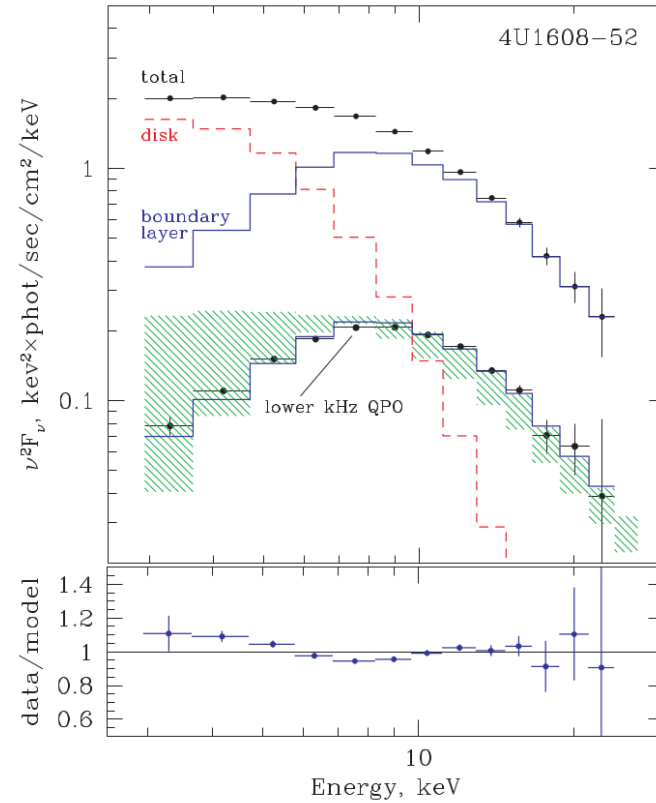 4U1608-52
total
disk
boundary
layer
lower kHz QPO
1
0.1
ν²Fν, keV²×phot/sec/cm²/keV
1.4
1.2
1
0.8
0.6
data/model
10
Energy, keV